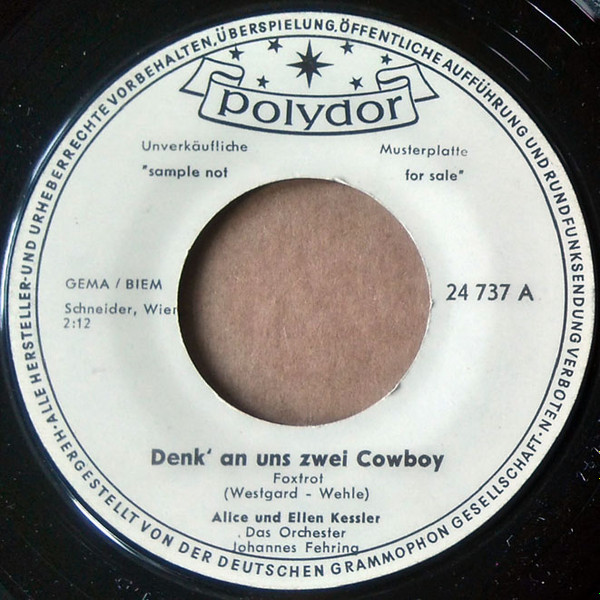 ·ALLE HERSTELLER-UND URHEBERRECHTE VORBEHALTEN, ÜBERSPIELUNG, ÖFFENTLICHE AUFFÜHRUNG UND RUNDFUNKSENDUNG VERBOTEN·
polydor
Unverkäufliche Musterplatte
"sample not for sale"
GEMA / BIEM
24 737 A
Schneider, Wien
2:12
Denk' an uns zwei Cowboy
Foxtrot
(Westgard - Wehle)
Alice und Ellen Kessler
Das Orchester
Johannes Fehring
HERGESTELLT VON DER DEUTSCHEN GRAMMOPHON GESELLSCHAFT·